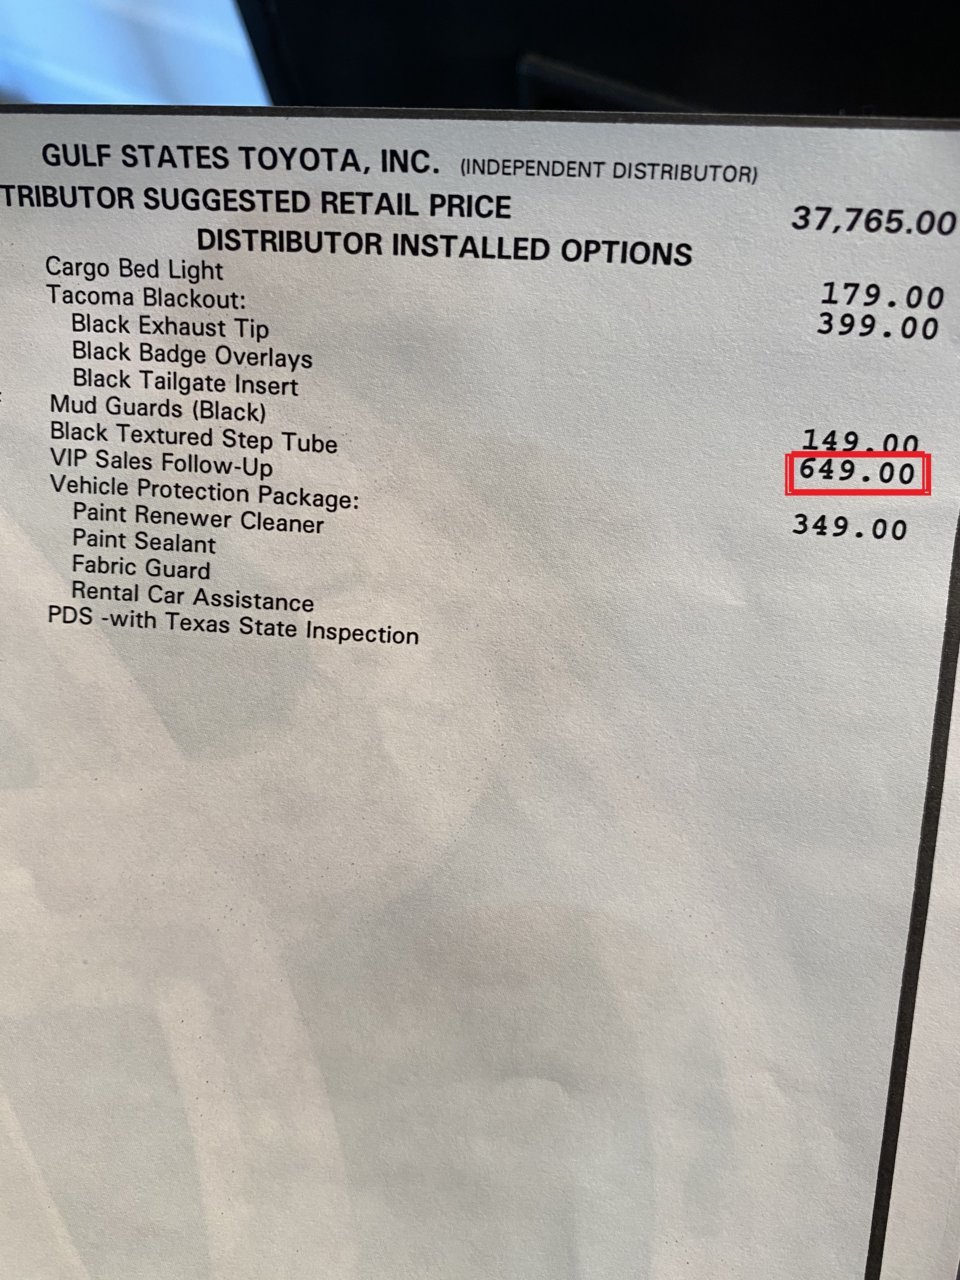 GULF STATES TOYOTA, INC. (INDEPENDENT DISTRIBUTOR)
TRIBUTOR SUGGESTED RETAIL PRICE 37,765.00
DISTRIBUTOR INSTALLED OPTIONS
Cargo Bed Light 179.00
Tacoma Blackout: 399.00
Black Exhaust Tip
Black Badge Overlays
Black Tailgate Insert
Mud Guards (Black) 149.00
Black Textured Step Tube 649.00
VIP Sales Follow-Up
Vehicle Protection Package: 349.00
Paint Renewer Cleaner
Paint Sealant
Fabric Guard
Rental Car Assistance
PDS -with Texas State Inspection